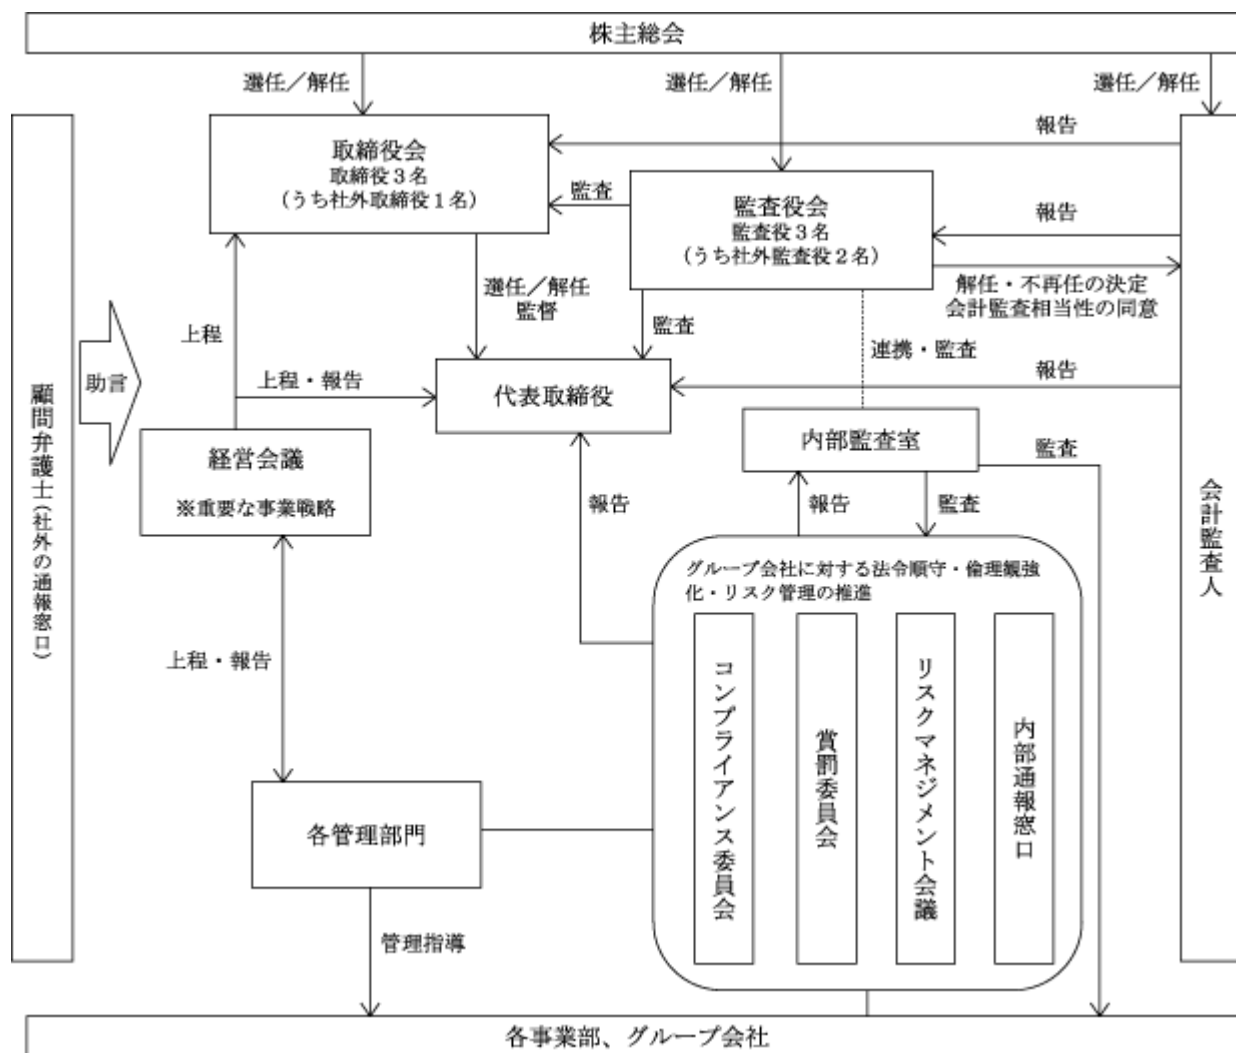 株主総会
選任／解任
選任／解任
選任／解任
取締役会
取締役３名
（うち社外取締役１名）
報告
監査
監査役会
監査役３名
（うち社外監査役２名）
報告
解任・不再任の決定
会計監査相当性の同意
選任／解任
監督
監査
連携・監査
上程
助言
上程・報告
代表取締役
報告
顧問弁護士（社外の通報窓口）
会計監査人
経営会議
※重要な事業戦略
内部監査室
監査
報告
報告
監査
グループ会社に対する法令順守・倫理観強
化・リスク管理の推進
コンプライアンス委員会
賞罰委員会
リスクマネジメント会議
内部通報窓口
上程・報告
各管理部門
管理指導
各事業部、グループ会社